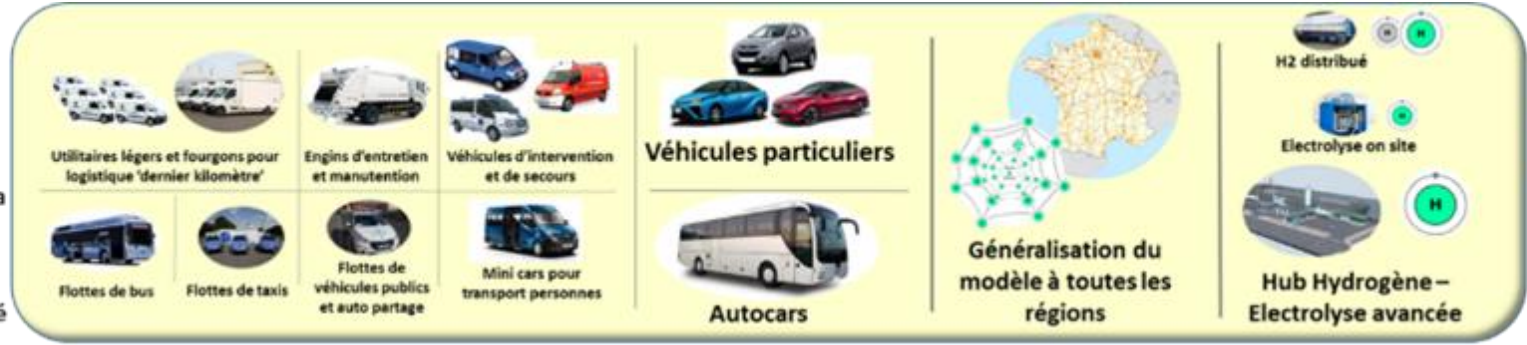 Utilitaires légers et fourgons pour
logistique 'dernier kilomètre'
Engins d'entretien
et manutention
Véhicules d'intervention
et de secours
Flottes de bus
Flottes de taxis
Flottes de
véhicules publics
et auto partage
Mini cars pour
transport personnes
Véhicules particuliers
Autocars
Généralisation du
modèle à toutes les
régions
H
H
H2 distribué
H
Electrolyse on site
H
Hub Hydrogène –
Electrolyse avancée
a
é